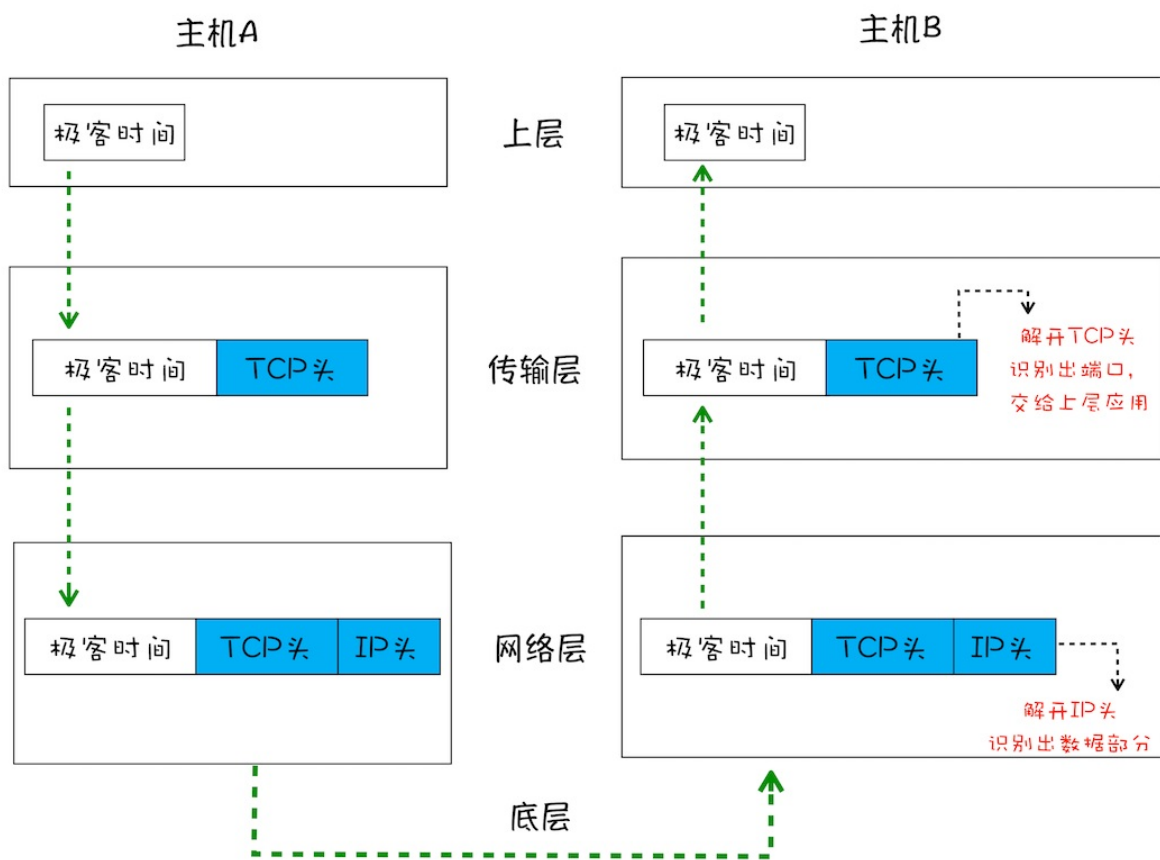 主机A
主机B
极客时间
上层
极客时间
极客时间
TCP头
传输层
极客时间
TCP头
解开TCP头
识别出端口，
交给上层应用
极客时间
TCP头
IP头
网络层
极客时间
TCP头
IP头
解开IP头
识别出数据部分
底层